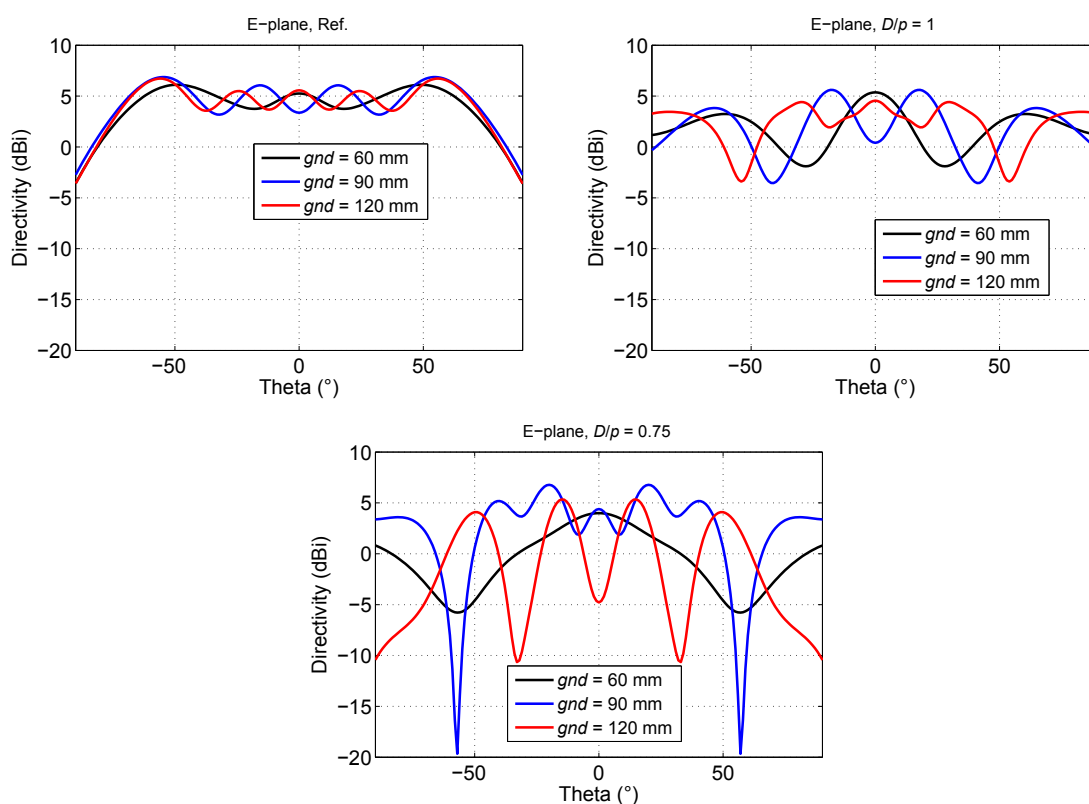 E−plane, Ref.
10
5
0
−5
−10
−15
−20
−50
0
50
Theta (°)
Directivity (dBi)
gnd = 60 mm
gnd = 90 mm
gnd = 120 mm
E−plane, D/p = 1
10
5
0
−5
−10
−15
−20
−50
0
50
Theta (°)
Directivity (dBi)
gnd = 60 mm
gnd = 90 mm
gnd = 120 mm
E−plane, D/p = 0.75
10
5
0
−5
−10
−15
−20
−50
0
50
Theta (°)
Directivity (dBi)
gnd = 60 mm
gnd = 90 mm
gnd = 120 mm